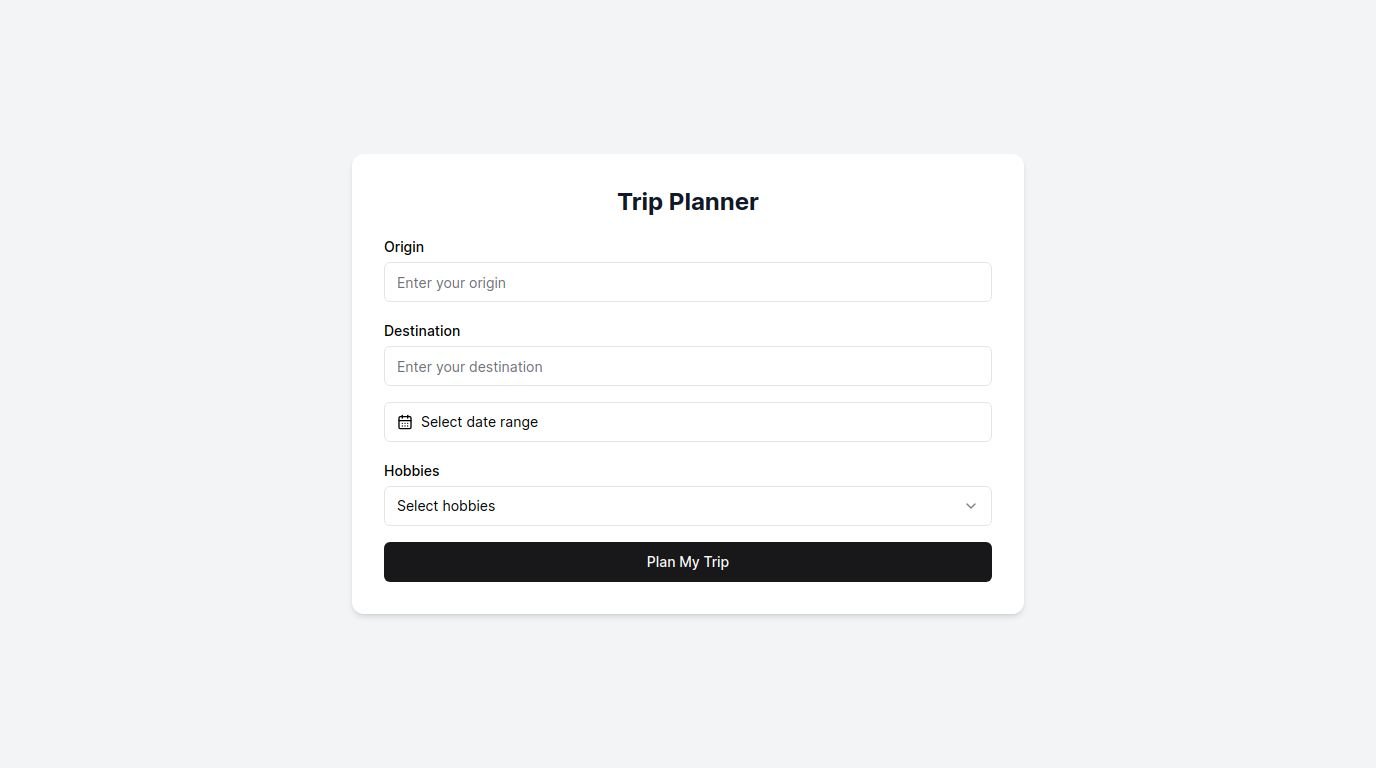 Trip Planner
Origin
Enter your origin
Destination
Enter your destination
Select date range
Hobbies
Select hobbies
Plan My Trip